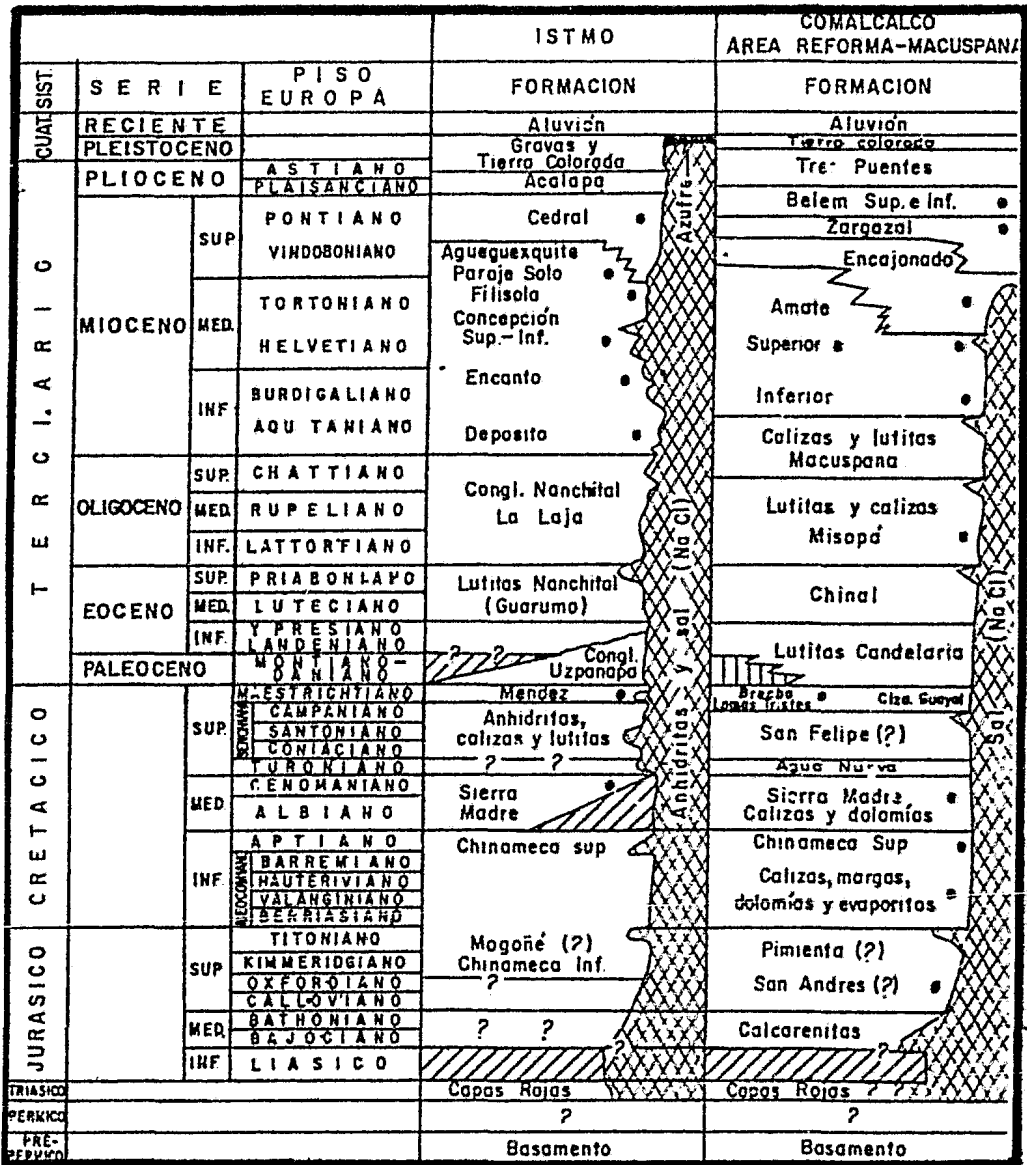 ISTMO
COMALCALCO
AREA REFORMA-MACUSPANA
SIST.
SERIE
PISO
EUROPA
FORMACION
FORMACION
CUAT.
RECIENTE
Aluvión
Aluvión
PLEISTOCENO
Gravas y
Tierra Colorada
Tierra colorada
TERCIARIO
PLIOCENO
ASTIANO
PLAISANCIANO
Acalapa
Tres Puentes
MIOCENO
SUP
PONTIANO
VINDOBONIANO
Cedral
Belem Sup. e Inf.
Zargazal
Encajonado
Agueguexquite
Paraje Solo
MED.
TORTONIANO
HELVETIANO
Filisola
Concepción
Sup.- Inf.
Amate
Superior
INF
BURDIGALIANO
AQU TANIANO
Encanto
Deposito
Inferior
Calizas y lutitas
Macuspana
OLIGOCENO
SUP.
CHATTIANO
MED.
RUPELIANO
INF.
LATTORFIANO
Congl. Nanchital
La Laja
Lutitas y calizas
Misopá
EOCENO
SUP.
PRIABONIANO
MED.
LUTECIANO
INF.
YPRESIANO
LANDENIANO
Lutitas Nanchital
(Guarumo)
Chinal
PALEOCENO
MONTIANO-
DANIANO
? ?
Congl.
Uzpanapa
Lutitas Candelaria
CRETACICO
SUP.
MAESTRICHTIANO
Mendez
Brecha
Lomas Tristes
Clza. Guayal
CAMPANIANO
SANTONIANO
CONIACIANO
TURONIANO
Anhidritas,
calizas y lutitas
? ?
San Felipe (?)
Agua Nueva
MED
CENOMANIANO
ALBIANO
Sierra
Madre
Sierra Madre
Calizas y dolomías
INF
NEOCOMIANO
APTIANO
BARREMIANO
HAUTERIVIANO
VALANGINIANO
BERRIASIANO
Chinameca sup
Chinameca Sup
Calizas, margas,
dolomías y evaporitas
JURASICO
SUP
TITONIANO
KIMMERIDGIANO
OXFORDIANO
CALLOVIANO
Mogoñé (?)
Chinameca Inf.
?
Pimienta (?)
San Andres (?)
MED.
BATHONIANO
BAJOCIANO
? ?
?
Calcarenitas
?
INF
LIASICO
TRIASICO
Capas Rojas
Capas Rojas ? ?
PERMICO
?
?
PRE-
PERMICO
Basamento
Basamento
Azufre
Anhidritas y sal (Na Cl)
Sal (Na Cl)